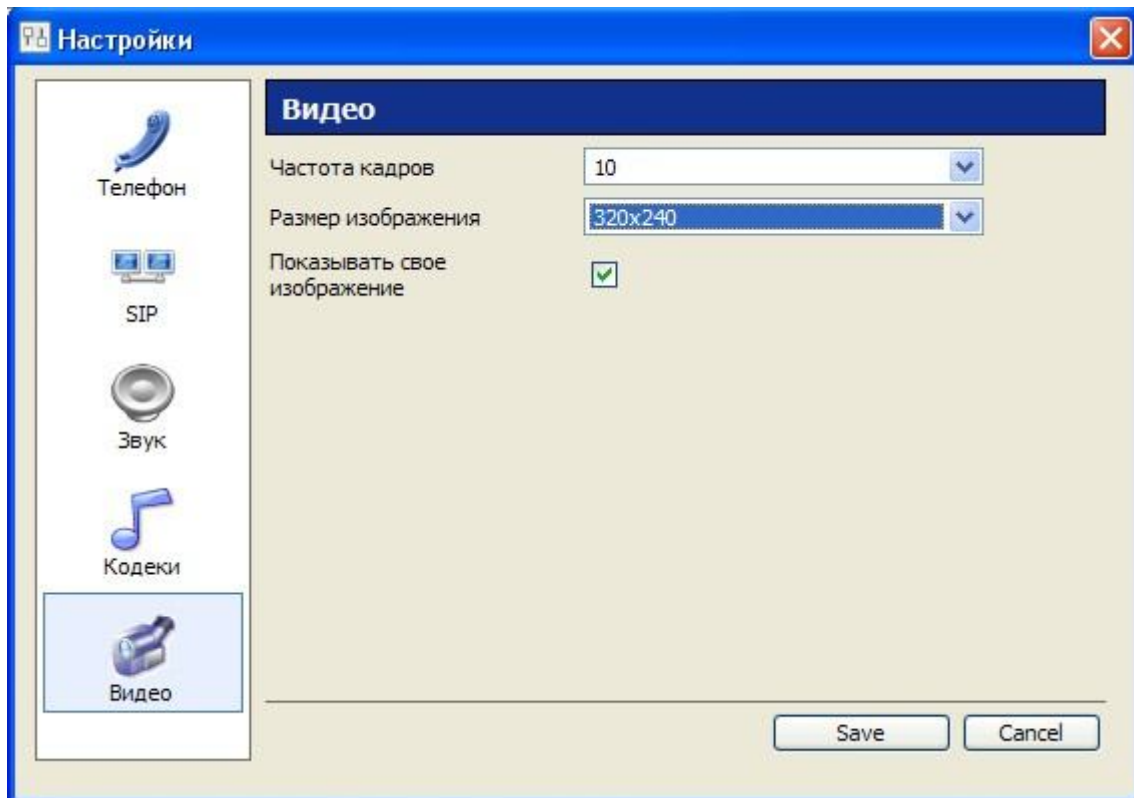 Настройки
Телефон
SIP
Звук
Кодеки
Видео
Видео
Частота кадров
10
Размер изображения
320x240
Показывать свое
изображение
Save
Cancel